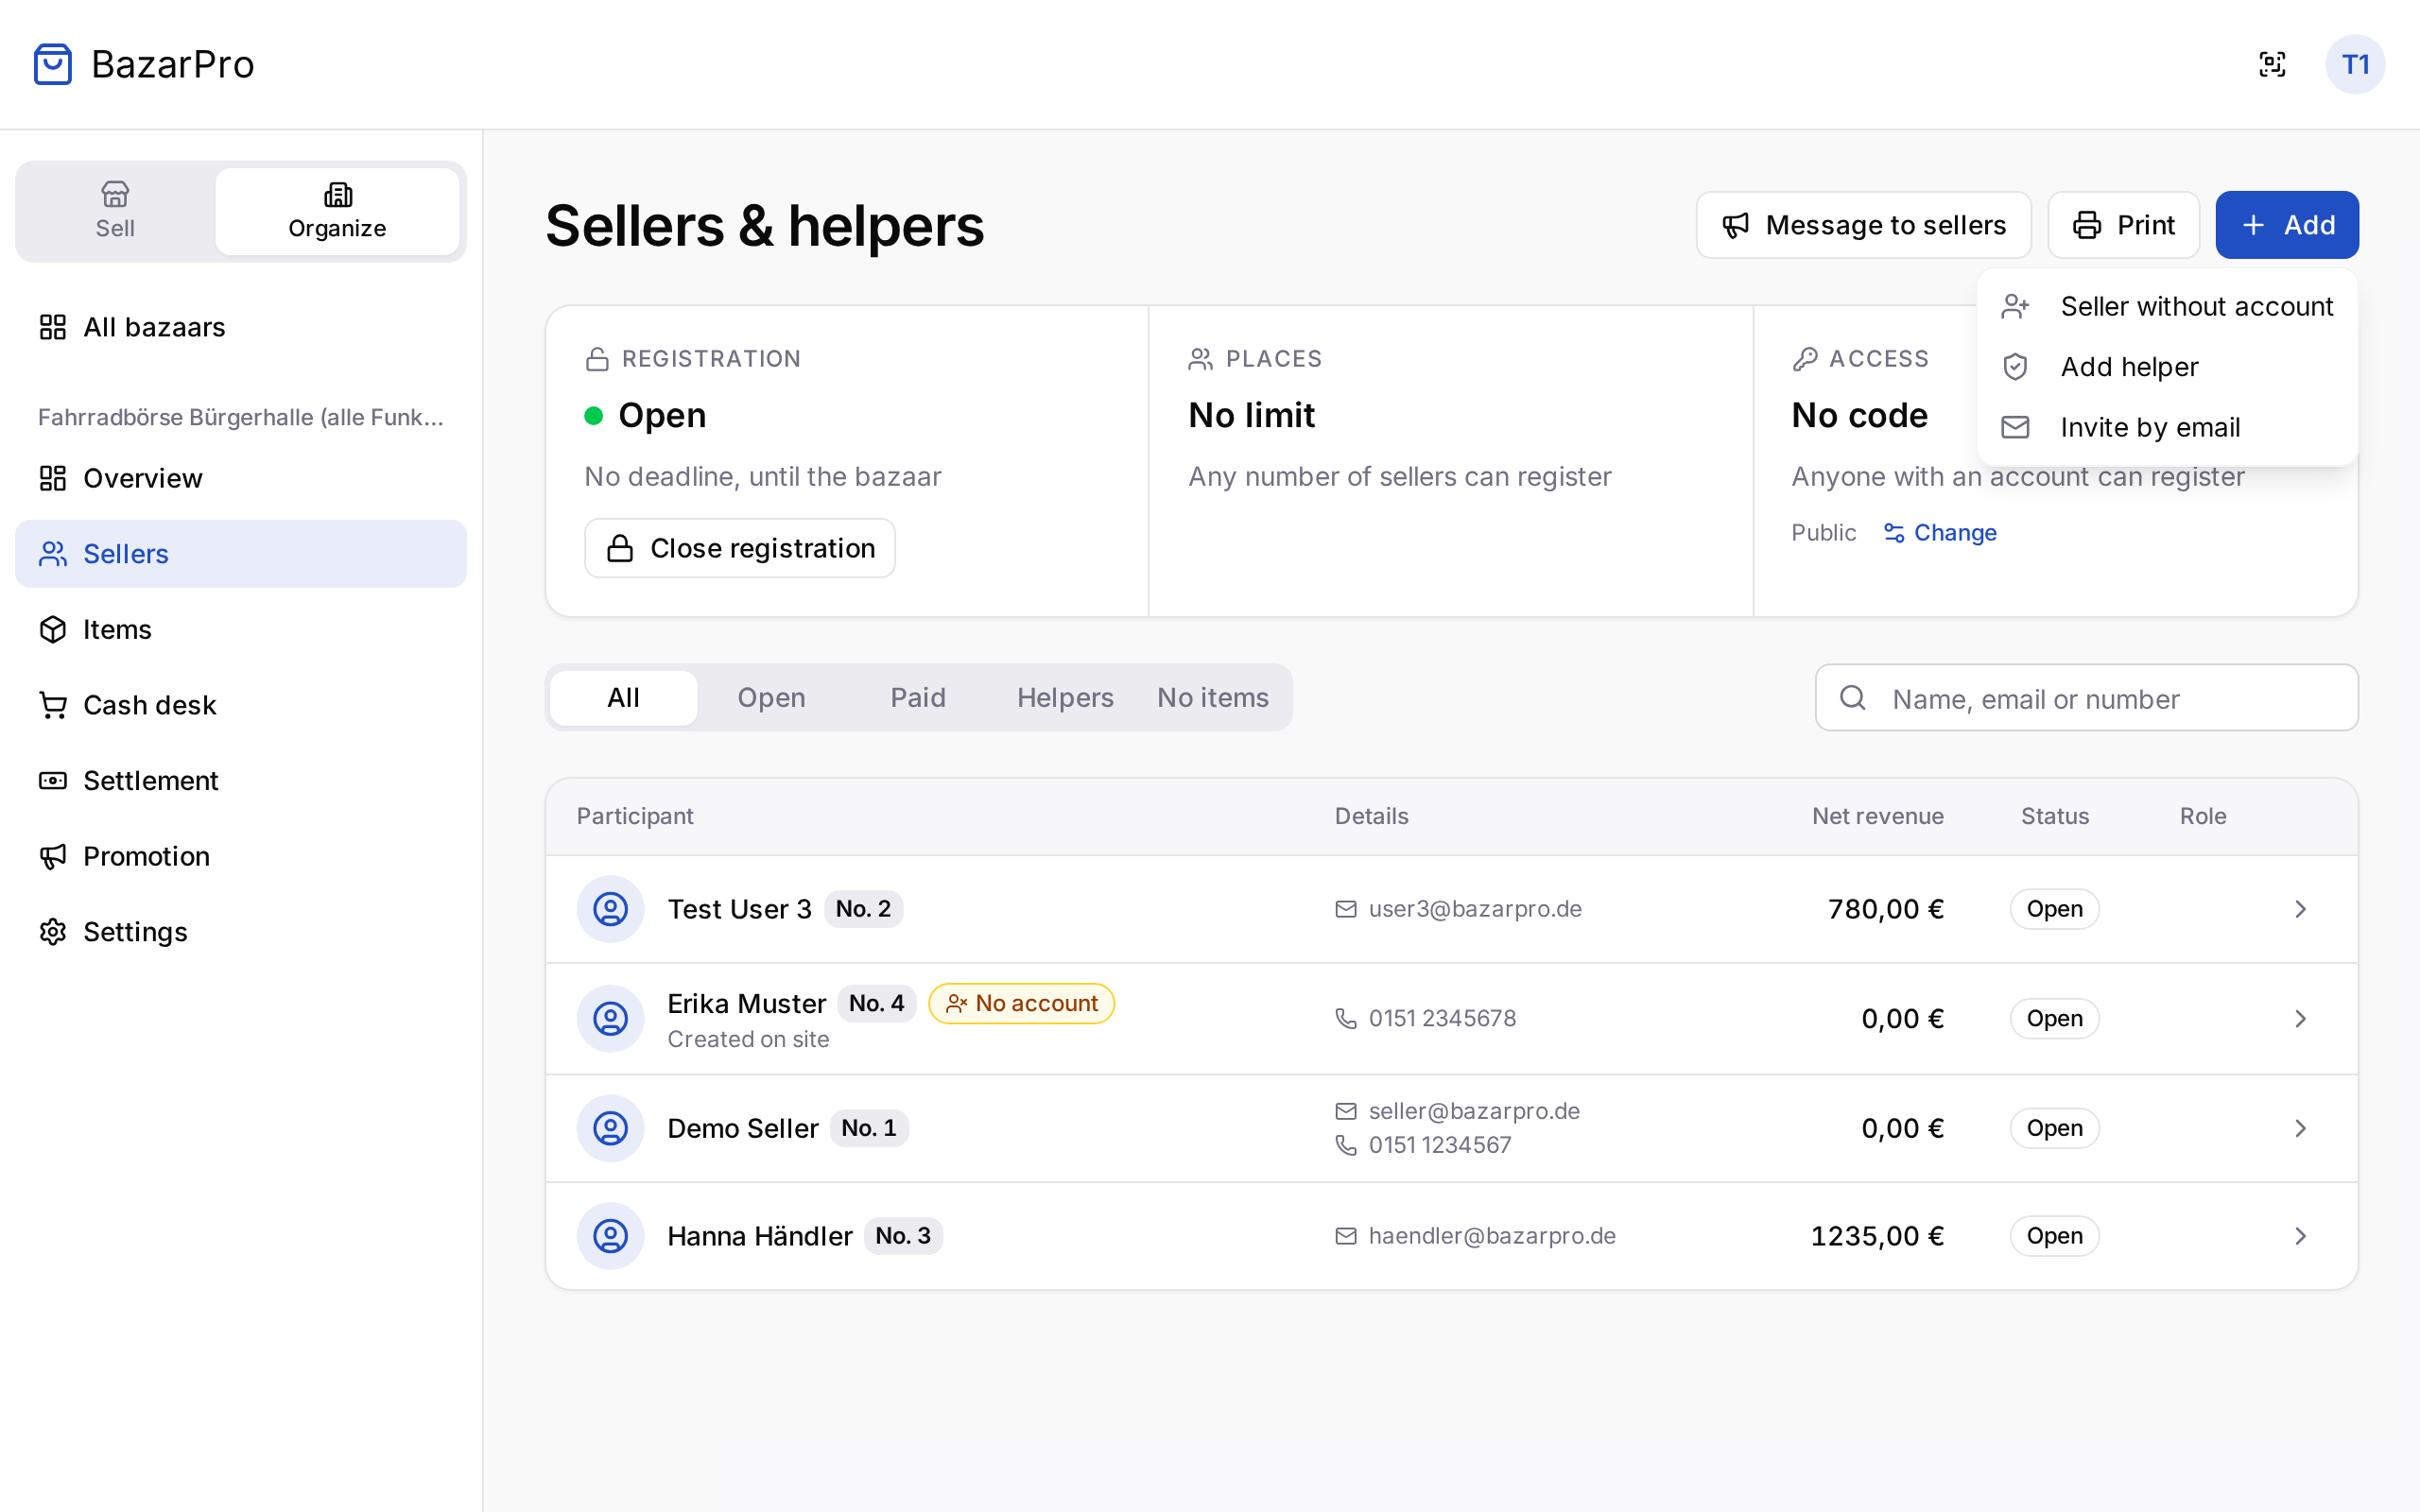 BazarPro
T1
Sell
Organize
All bazaars
Fahrradbörse Bürgerhalle (alle Funk...
Overview
Sellers
Items
Cash desk
Settlement
Promotion
Settings
Sellers & helpers
Message to sellers
Print
Add
Seller without account
Add helper
Invite by email
REGISTRATION
Open
No deadline, until the bazaar
Close registration
PLACES
No limit
Any number of sellers can register
ACCESS
No code
Anyone with an account can register
Public Change
All Open Paid Helpers No items
Name, email or number
Participant Details Net revenue Status Role
Test User 3 No. 2 user3@bazarpro.de 780,00 € Open
Erika Muster No. 4 No account
Created on site
0151 2345678 0,00 € Open
Demo Seller No. 1
seller@bazarpro.de
0151 1234567
0,00 € Open
Hanna Händler No. 3 haendler@bazarpro.de 1235,00 € Open